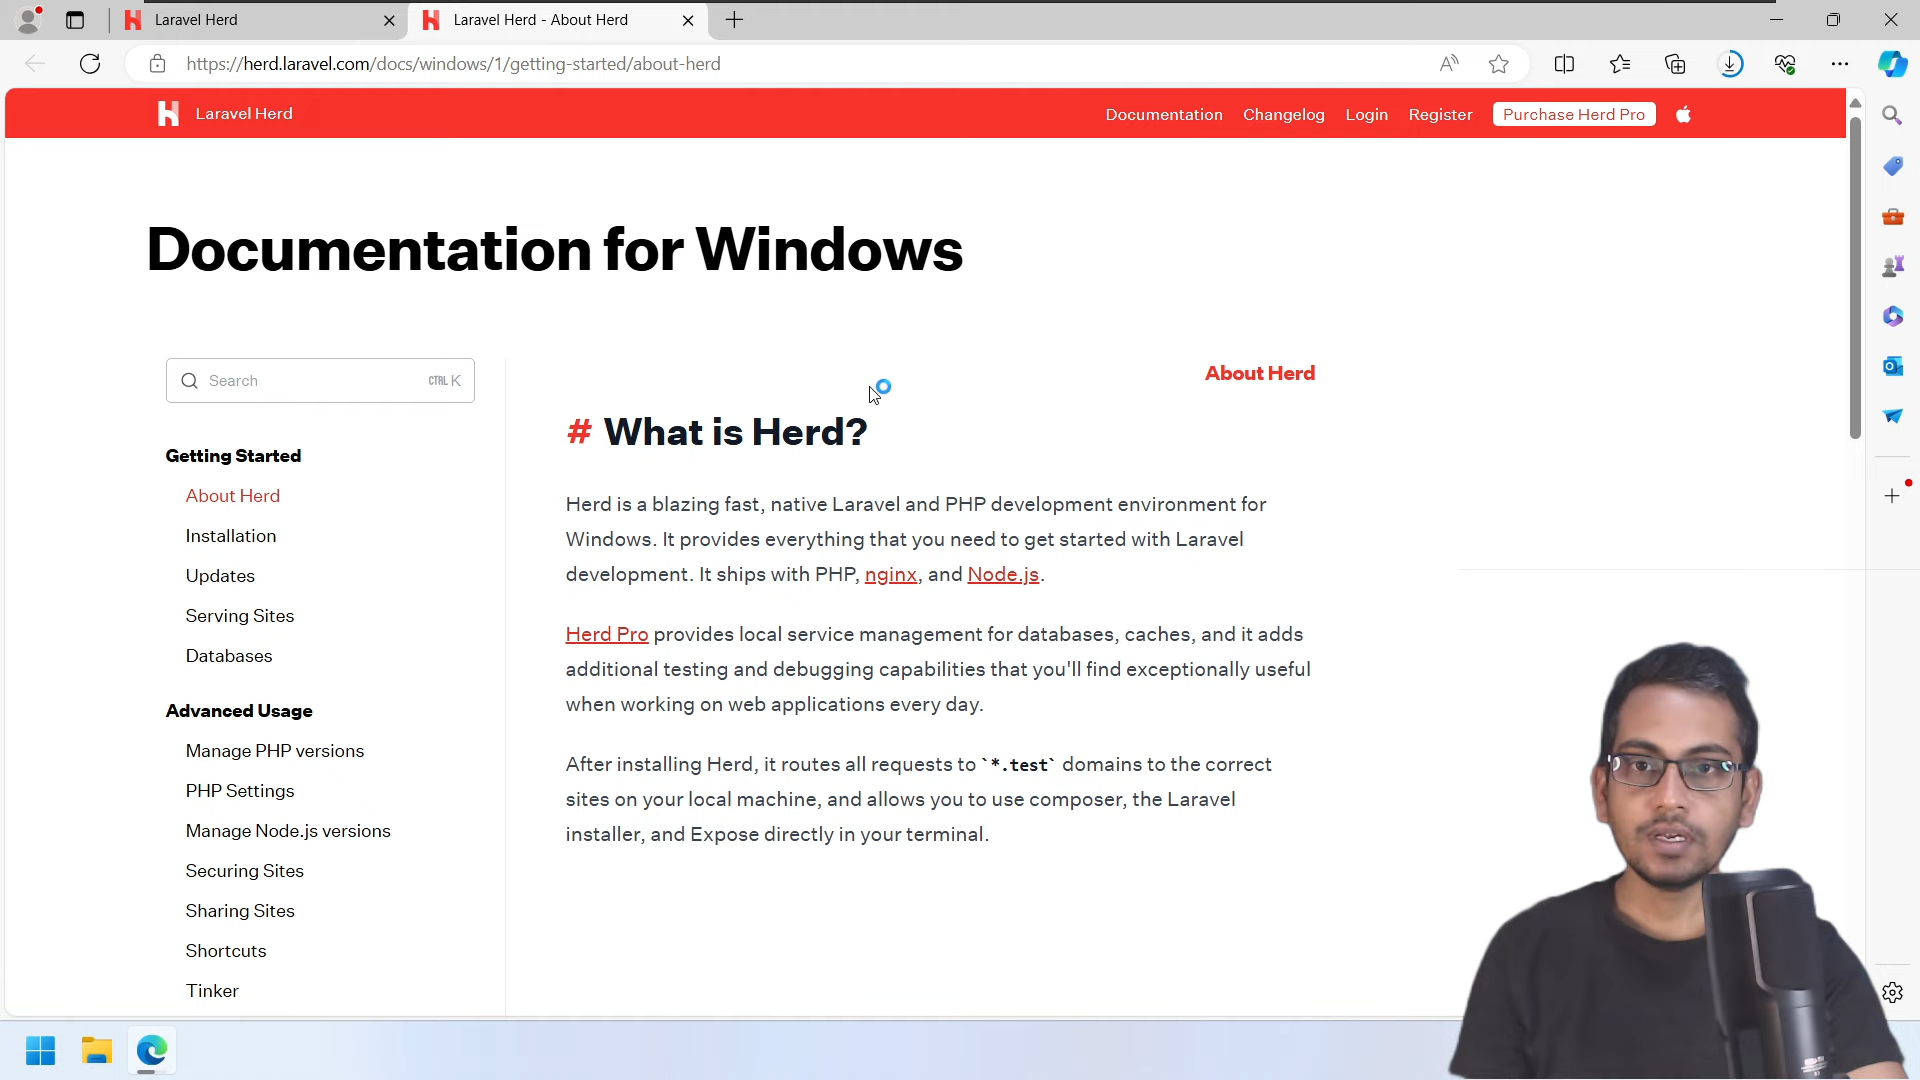 Laravel Herd
Laravel Herd - About Herd
https://herd.laravel.com/docs/windows/1/getting-started/about-herd
Laravel Herd
Documentation
Changelog
Login
Register
Purchase Herd Pro
Documentation for Windows
Search
CTRL K
Getting Started
About Herd
Installation
Updates
Serving Sites
Databases
Advanced Usage
Manage PHP versions
PHP Settings
Manage Node.js versions
Securing Sites
Sharing Sites
Shortcuts
Tinker
About Herd
# What is Herd?
Herd is a blazing fast, native Laravel and PHP development environment for
Windows. It provides everything that you need to get started with Laravel
development. It ships with PHP, nginx, and Node.js.
Herd Pro provides local service management for databases, caches, and it adds
additional testing and debugging capabilities that you'll find exceptionally useful
when working on web applications every day.
After installing Herd, it routes all requests to `*.test` domains to the correct
sites on your local machine, and allows you to use composer, the Laravel
installer, and Expose directly in your terminal.